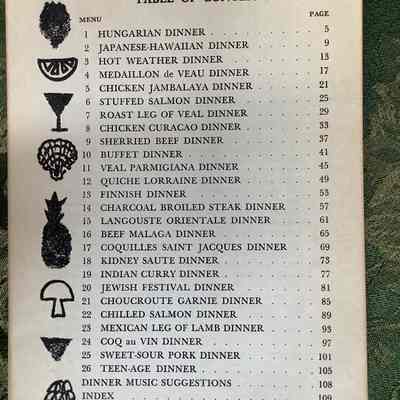 TABLE OF CONTENTS
MENU PAGE
1 HUNGARIAN DINNER . . . . . . . . . . 5
2 JAPANESE-HAWAIIAN DINNER . . . . . . 9
3 HOT WEATHER DINNER . . . . . . . . . 13
4 MEDAILLON de VEAU DINNER . . . . . . 17
5 CHICKEN JAMBALAYA DINNER . . . . . . 21
6 STUFFED SALMON DINNER . . . . . . . 25
7 ROAST LEG OF VEAL DINNER . . . . . . 29
8 CHICKEN CURACAO DINNER . . . . . . . 33
9 SHERRIED BEEF DINNER . . . . . . . . 37
10 BUFFET DINNER . . . . . . . . . . . 41
11 VEAL PARMIGIANA DINNER . . . . . . . 45
12 QUICHE LORRAINE DINNER . . . . . . . 49
13 FINNISH DINNER . . . . . . . . . . . 53
14 CHARCOAL BROILED STEAK DINNER . . . 57
15 LANGOUSTE ORIENTALE DINNER . . . . . 61
16 BEEF MALAGA DINNER . . . . . . . . . 65
17 COQUILLES SAINT JACQUES DINNER . . . 69
18 KIDNEY SAUTE DINNER . . . . . . . . 73
19 INDIAN CURRY DINNER . . . . . . . . 77
20 JEWISH FESTIVAL DINNER . . . . . . . 81
21 CHOUCROUTE GARNIE DINNER . . . . . . 85
22 CHILLED SALMON DINNER . . . . . . . 89
23 MEXICAN LEG OF LAMB DINNER . . . . . 93
24 COQ au VIN DINNER . . . . . . . . . 97
25 SWEET-SOUR PORK DINNER . . . . . . . 101
26 TEEN-AGE DINNER . . . . . . . . . . 105
DINNER MUSIC SUGGESTIONS . . . . . . . 108
INDEX . . . . . . . . . . . . . . . . 109